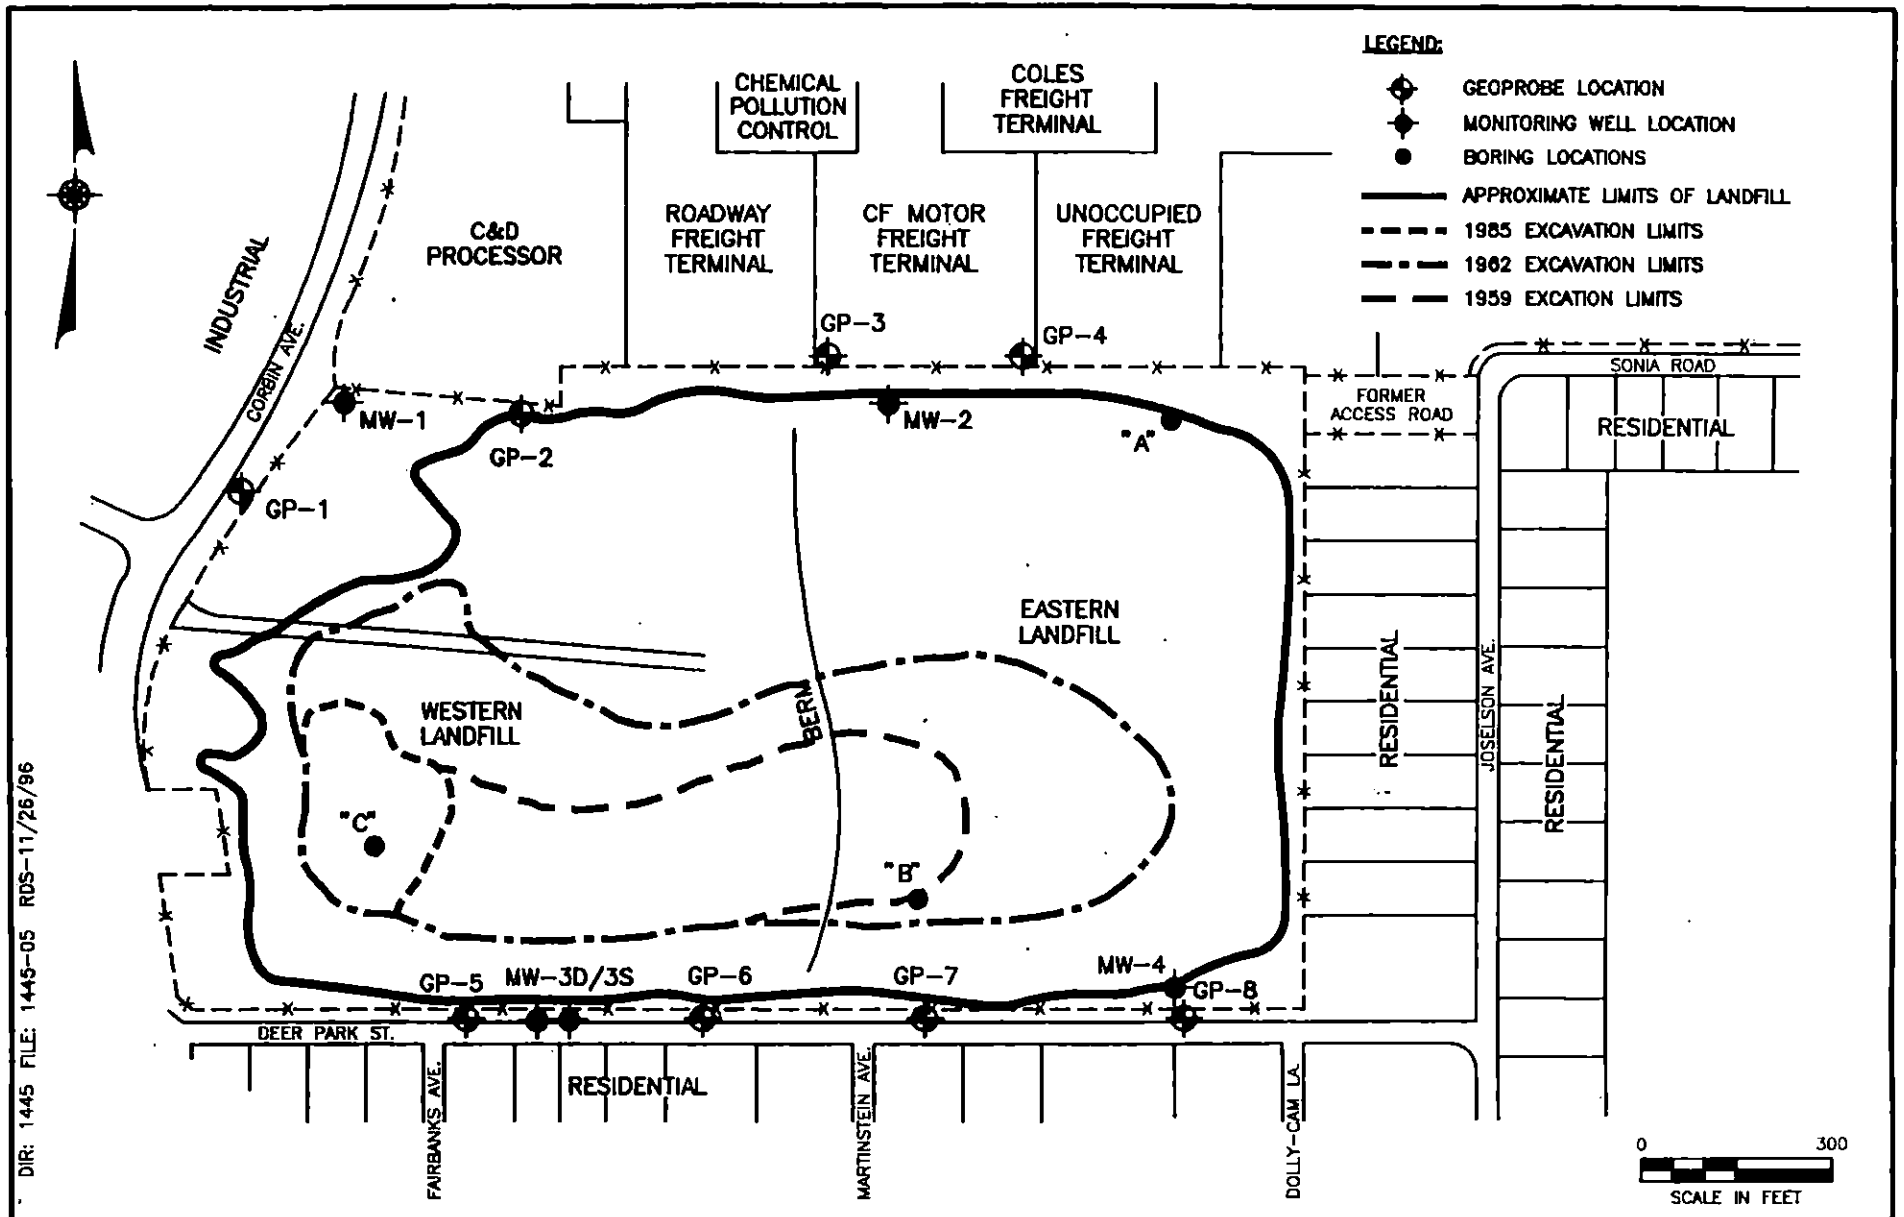 LEGEND:
GEOPROBE LOCATION
MONITORING WELL LOCATION
BORING LOCATIONS
APPROXIMATE LIMITS OF LANDFILL
1985 EXCAVATION LIMITS
1962 EXCAVATION LIMITS
1959 EXCATION LIMITS
CHEMICAL
POLLUTION
CONTROL
COLES
FREIGHT
TERMINAL
C&D
PROCESSOR
ROADWAY
FREIGHT
TERMINAL
CF MOTOR
FREIGHT
TERMINAL
UNOCCUPIED
FREIGHT
TERMINAL
INDUSTRIAL
CORBIN AVE.
GP-3
GP-4
SONIA ROAD
FORMER
ACCESS ROAD
RESIDENTIAL
MW-1
GP-2
MW-2
"A"
GP-1
EASTERN
LANDFILL
WESTERN
LANDFILL
BERM
RESIDENTIAL
JOSELSON AVE.
RESIDENTIAL
"C"
"B"
GP-5
MW-3D/3S
GP-6
GP-7
MW-4
GP-8
DEER PARK ST.
RESIDENTIAL
FAIRBANKS AVE.
MARTINSTEIN AVE.
DOLLY-CAM LA.
0 300
SCALE IN FEET
DIR: 1445 FILE: 1445-05 RDS-11/26/96